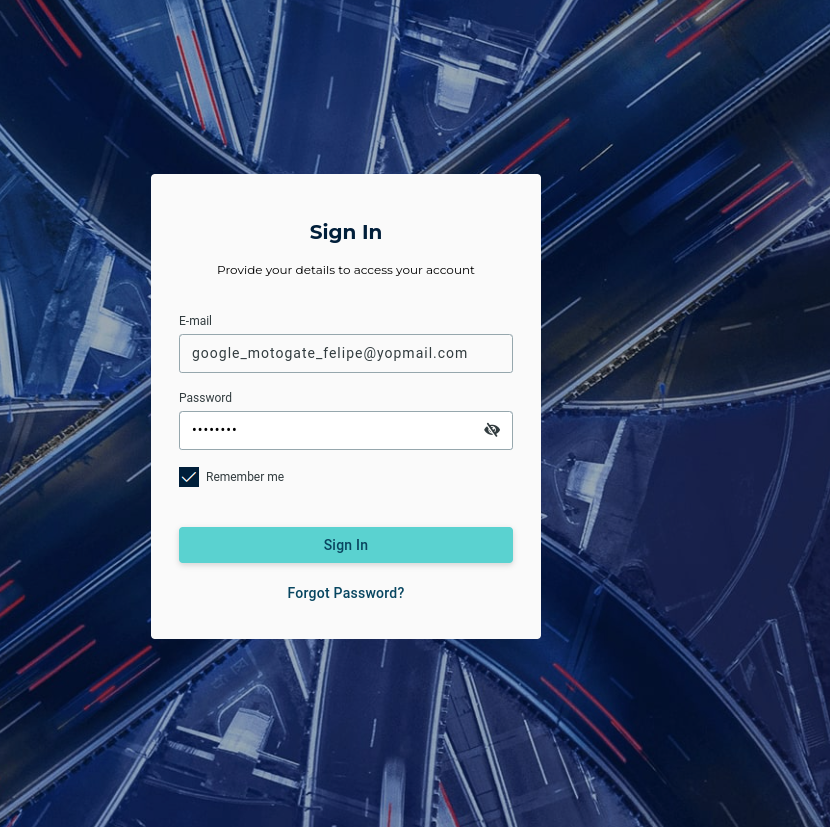 Sign In
Provide your details to access your account
E-mail
google_motogate_felipe@yopmail.com
Password
••••••••
Remember me
Sign In
Forgot Password?